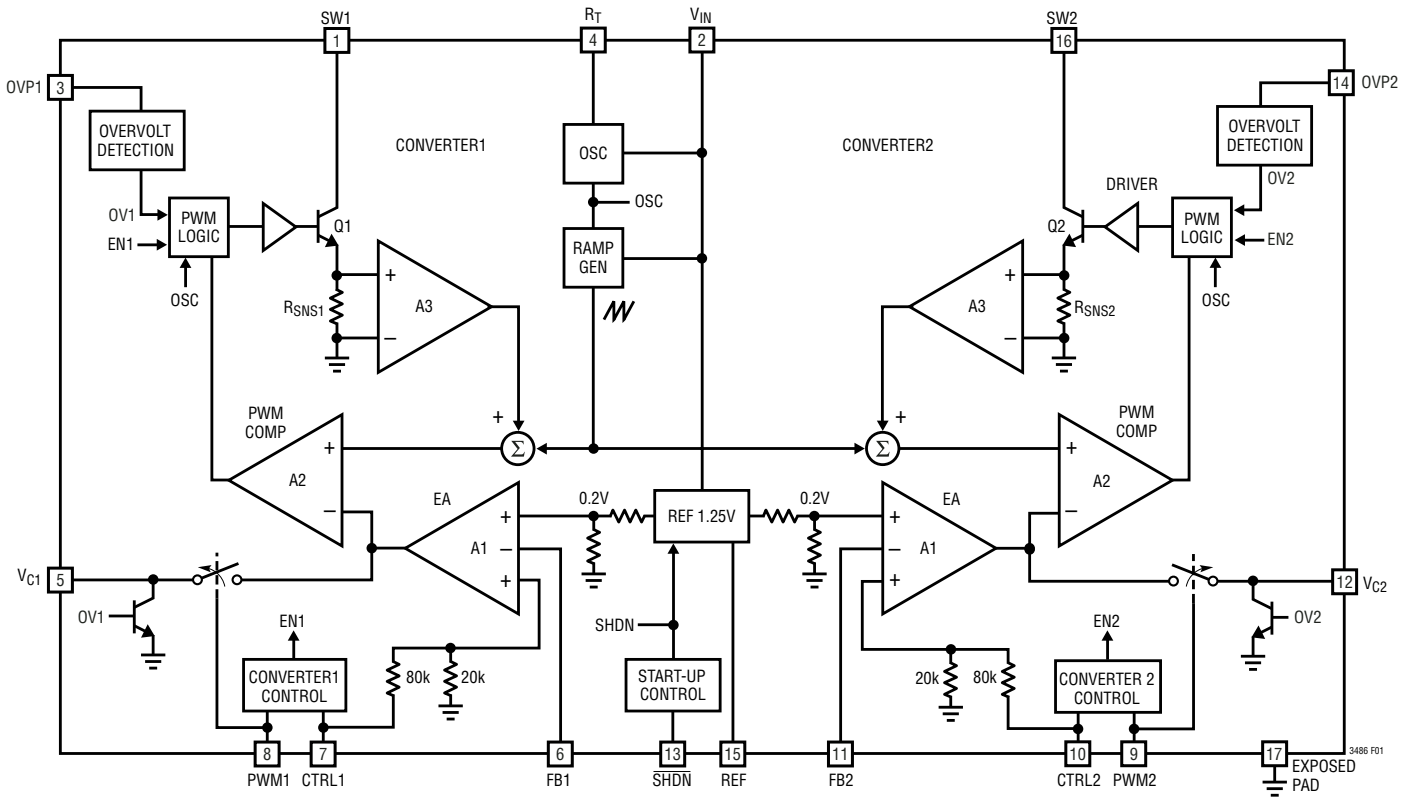 SW1
RT
VIN
SW2
1
4
2
16
OVP1
3
14
OVP2
OVERVOLT
DETECTION
CONVERTER1
OSC
CONVERTER2
OVERVOLT
DETECTION
OV2
DRIVER
OV1
EN1
PWM
LOGIC
OSC
Q1
OSC
RAMP
GEN
Q2
PWM
LOGIC
EN2
OSC
RSNS1
+
A3
–
+
A3
–
RSNS2
PWM
COMP
+
Σ
+
Σ
PWM
COMP
+
A2
–
+
A2
–
EA
0.2V
REF 1.25V
0.2V
EA
+
A1
–
+
+
A1
–
+
VC1
5
12
VC2
OV1
OV2
EN1
SHDN
EN2
CONVERTER1
CONTROL
80k
20k
START-UP
CONTROL
20k
80k
CONVERTER 2
CONTROL
8
7
6
13
15
11
10
9
17
3486 F01
PWM1
CTRL1
FB1
SHDN
REF
FB2
CTRL2
PWM2
EXPOSED
PAD